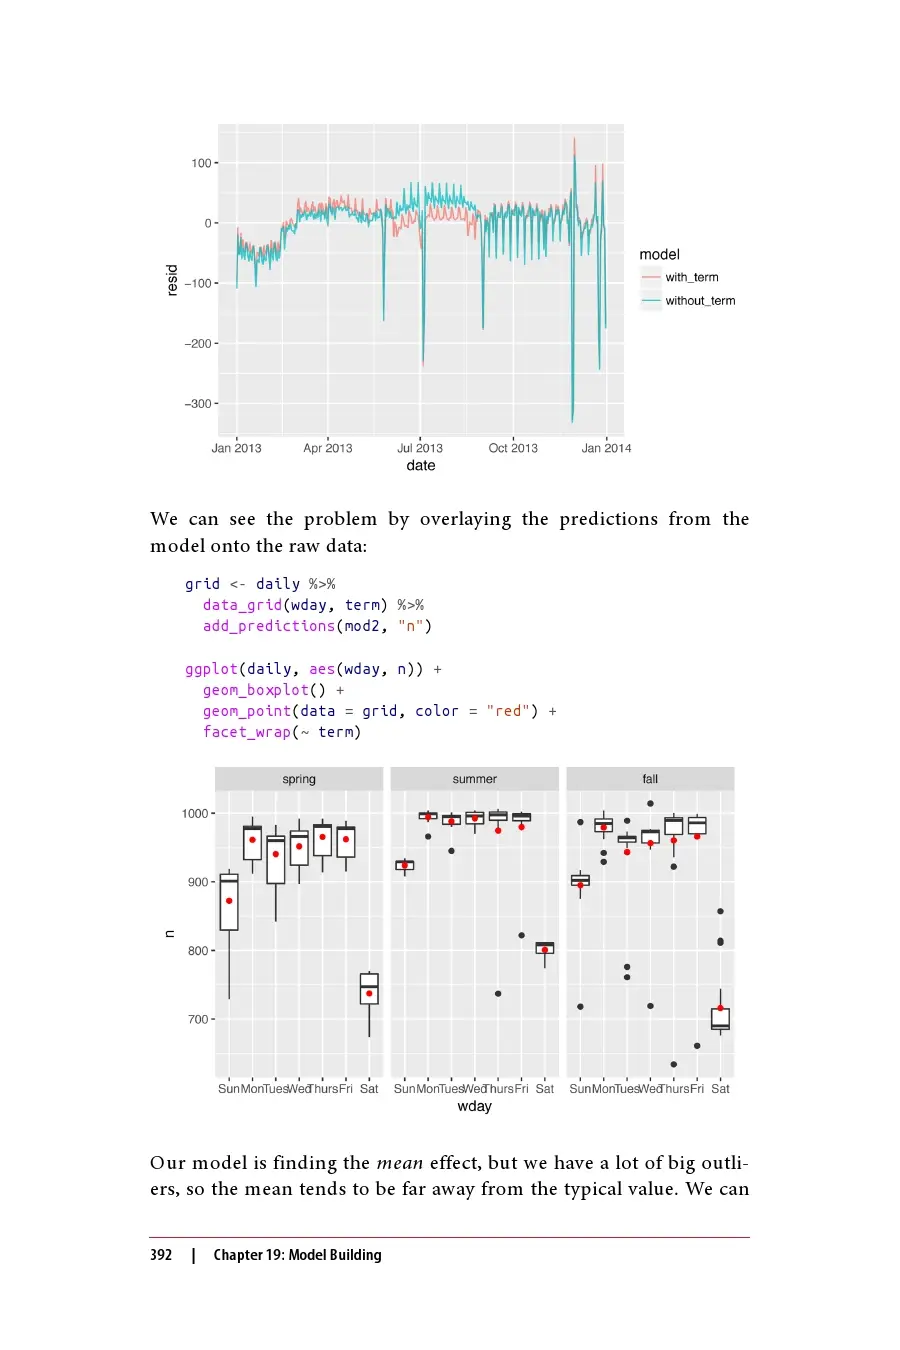 100
0
−100
−200
−300
resid
Jan 2013 Apr 2013 Jul 2013 Oct 2013 Jan 2014
date
model
with_term
without_term
We can see the problem by overlaying the predictions from the
model onto the raw data:
grid <- daily %>%
data_grid(wday, term) %>%
add_predictions(mod2, "n")
ggplot(daily, aes(wday, n)) +
geom_boxplot() +
geom_point(data = grid, color = "red") +
facet_wrap(~ term)
spring summer fall
1000
900
800
700
n
Sun Mon Tues Wed Thurs Fri Sat Sun Mon Tues Wed Thurs Fri Sat Sun Mon Tues Wed Thurs Fri Sat
wday
Our model is finding the mean effect, but we have a lot of big outli-
ers, so the mean tends to be far away from the typical value. We can
392 | Chapter 19: Model Building